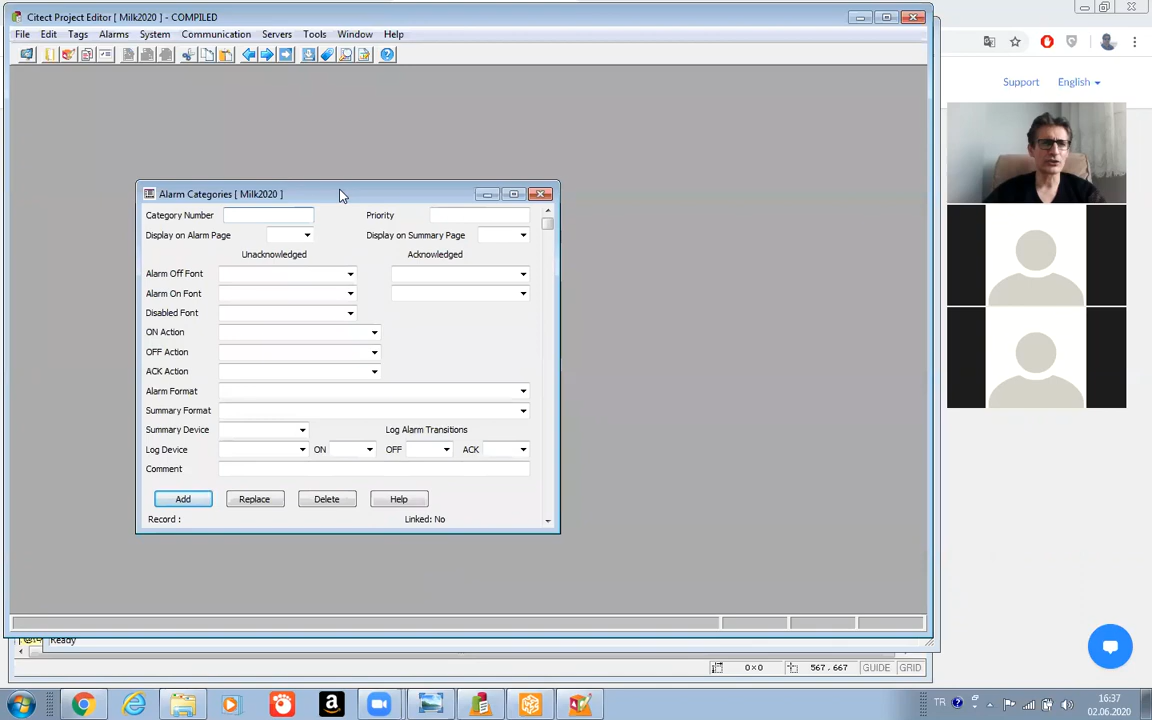 Citect Project Editor [ Milk2020 ] - COMPILED
File Edit Tags Alarms System Communication Servers Tools Window Help
Support English
Alarm Categories [ Milk2020 ]
Category Number Priority
Display on Alarm Page Display on Summary Page
Unacknowledged Acknowledged
Alarm Off Font
Alarm On Font
Disabled Font
ON Action
OFF Action
ACK Action
Alarm Format
Summary Format
Summary Device Log Alarm Transitions
Log Device ON OFF ACK
Comment
Add Replace Delete Help
Record : Linked: No
Ready
0×0 567,667 GUIDE GRID
TR 16:37
02.06.2020